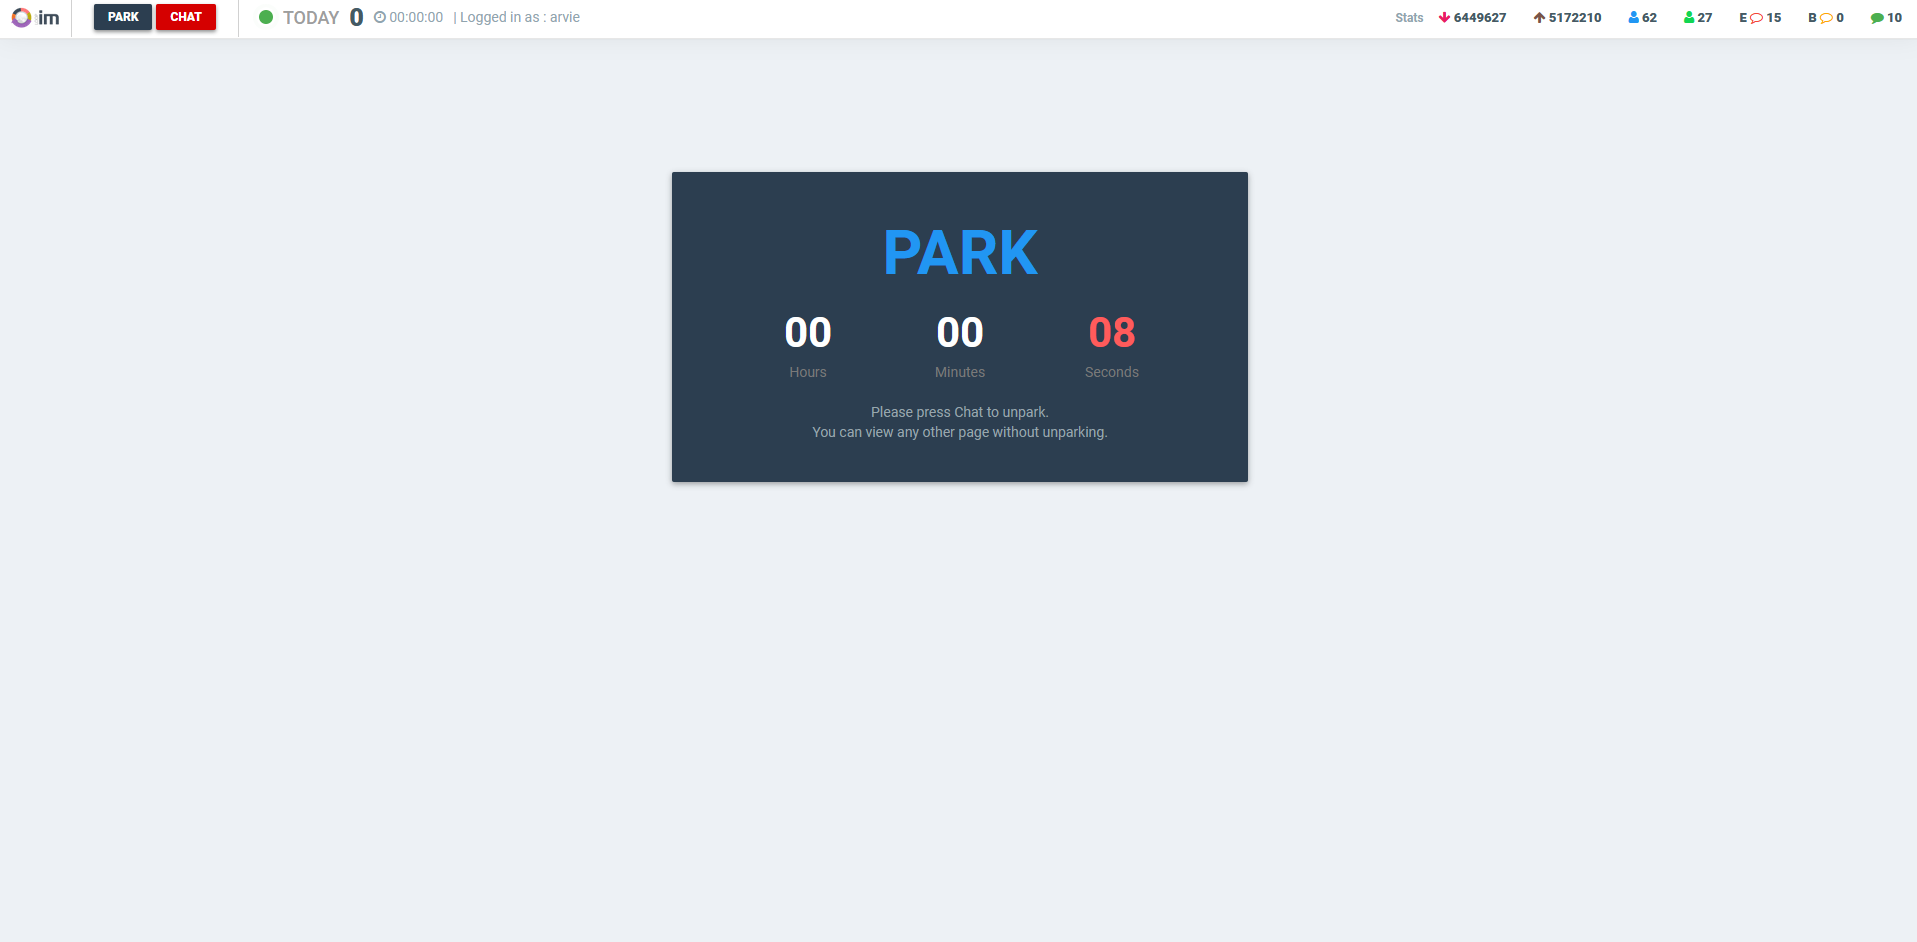 im
PARK
CHAT
TODAY 0 00:00:00 | Logged in as : arvie
Stats 6449627 5172210 62 27 E 15 B 0 10
PARK
00 00 08
Hours Minutes Seconds
Please press Chat to unpark.
You can view any other page without unparking.